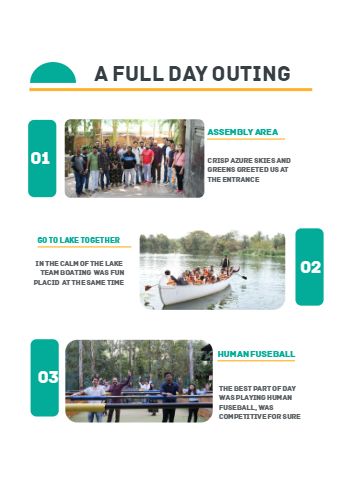 A FULL DAY OUTING
01
ASSEMBLY AREA
CRISP AZURE SKIES AND
GREENS GREETED US AT
THE ENTRANCE
GO TO LAKE TOGETHER
IN THE CALM OF THE LAKE
TEAM BOATING WAS FUN
PLACID AT THE SAME TIME
02
03
HUMAN FUSEBALL
THE BEST PART OF DAY
WAS PLAYING HUMAN
FUSEBALL, WAS
COMPETITIVE FOR SURE